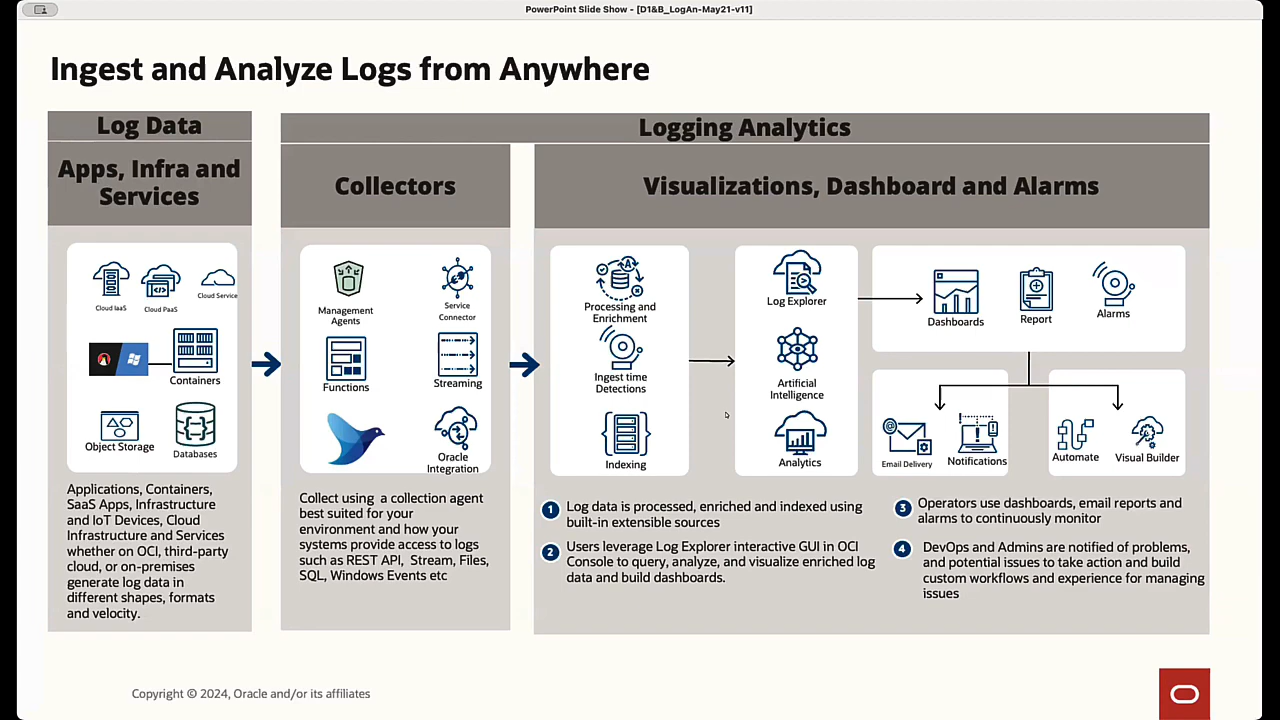 PowerPoint Slide Show - [D1&B_LogAn-May21-v11]
Ingest and Analyze Logs from Anywhere
Log Data
Apps, Infra and
Services
Cloud IaaS
Cloud PaaS
Cloud Service
Containers
Object Storage
Databases
Applications, Containers,
SaaS Apps, Infrastructure
and IoT Devices, Cloud
Infrastructure and Services
whether on OCI, third-party
cloud, or on-premises
generate log data in
different shapes, formats
and velocity.
Logging Analytics
Collectors
Management
Agents
Service
Connector
Functions
Streaming
Oracle
Integration
Collect using a collection agent
best suited for your
environment and how your
systems provide access to logs
such as REST API, Stream, Files,
SQL, Windows Events etc
Visualizations, Dashboard and Alarms
Processing and
Enrichment
Ingest time
Detections
Indexing
Log Explorer
Artificial
Intelligence
Analytics
Dashboards
Report
Alarms
Email Delivery
Notifications
Automate
Visual Builder
1 Log data is processed, enriched and indexed using
built-in extensible sources
2 Users leverage Log Explorer interactive GUI in OCI
Console to query, analyze, and visualize enriched log
data and build dashboards.
3 Operators use dashboards, email reports and
alarms to continuously monitor
4 DevOps and Admins are notified of problems,
and potential issues to take action and build
custom workflows and experience for managing
issues
Copyright © 2024, Oracle and/or its affiliates